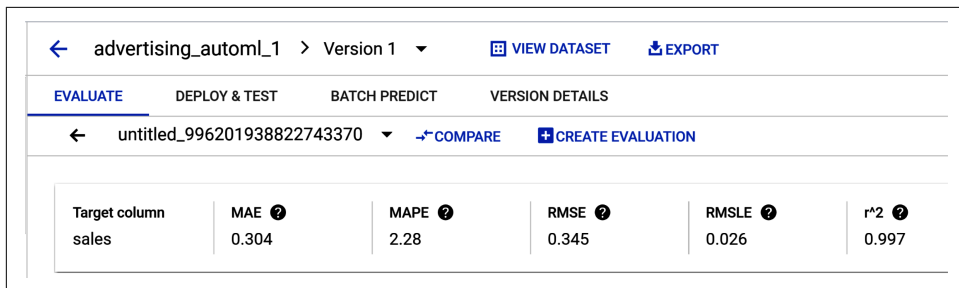 advertising_automl_1 > Version 1 VIEW DATASET EXPORT
EVALUATE DEPLOY & TEST BATCH PREDICT VERSION DETAILS
untitled_996201938822743370 COMPARE CREATE EVALUATION
Target column MAE ? MAPE ? RMSE ? RMSLE ? r^2 ?
sales 0.304 2.28 0.345 0.026 0.997